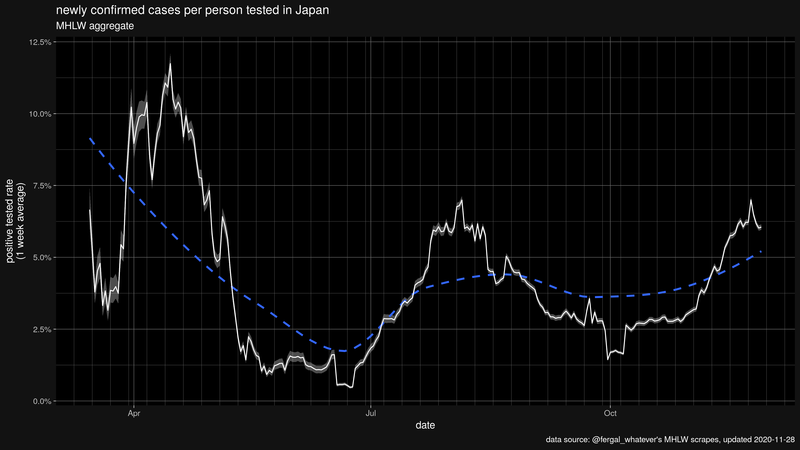 newly confirmed cases per person tested in Japan
MHLW aggregate
12.5%
10.0%
7.5%
5.0%
2.5%
0.0%
positive tested rate
(1 week average)
Apr
Jul
Oct
date
data source: @fergal_whatever's MHLW scrapes, updated 2020-11-28